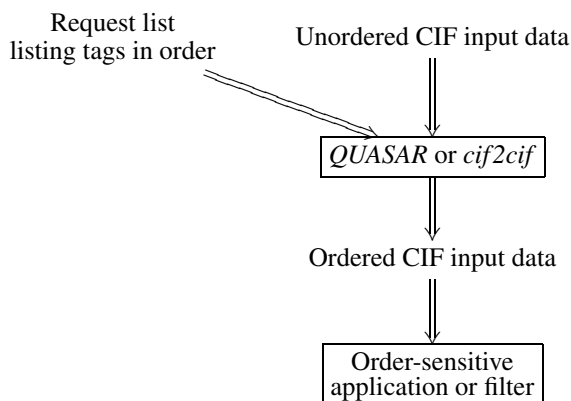 Request list
listing tags in order
Unordered CIF input data
QUASAR or cif2cif
Ordered CIF input data
Order-sensitive
application or filter